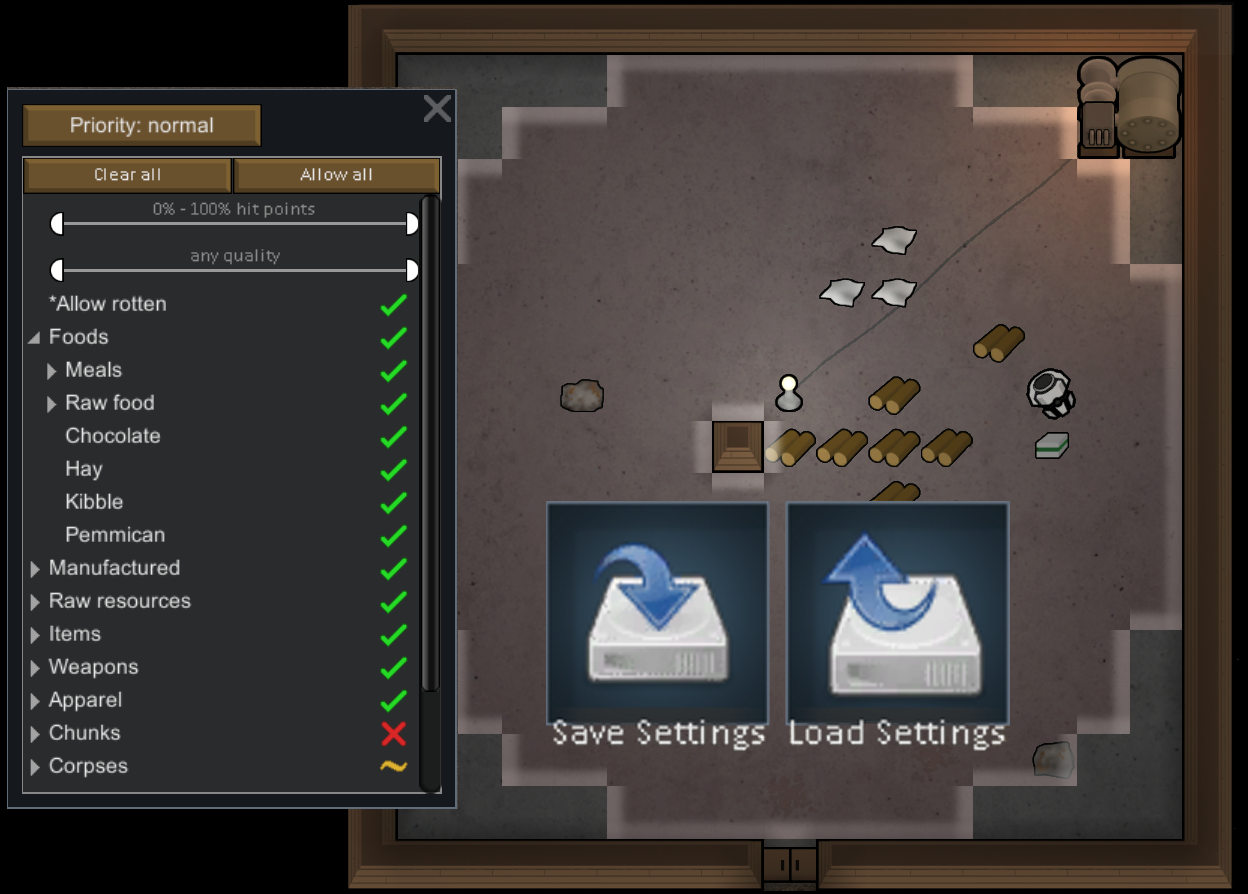 Priority: normal
Clear all
Allow all
0% - 100% hit points
any quality
*Allow rotten
Foods
Meals
Raw food
Chocolate
Hay
Kibble
Pemmican
Manufactured
Raw resources
Items
Weapons
Apparel
Chunks
Corpses
Save Settings
Load Settings